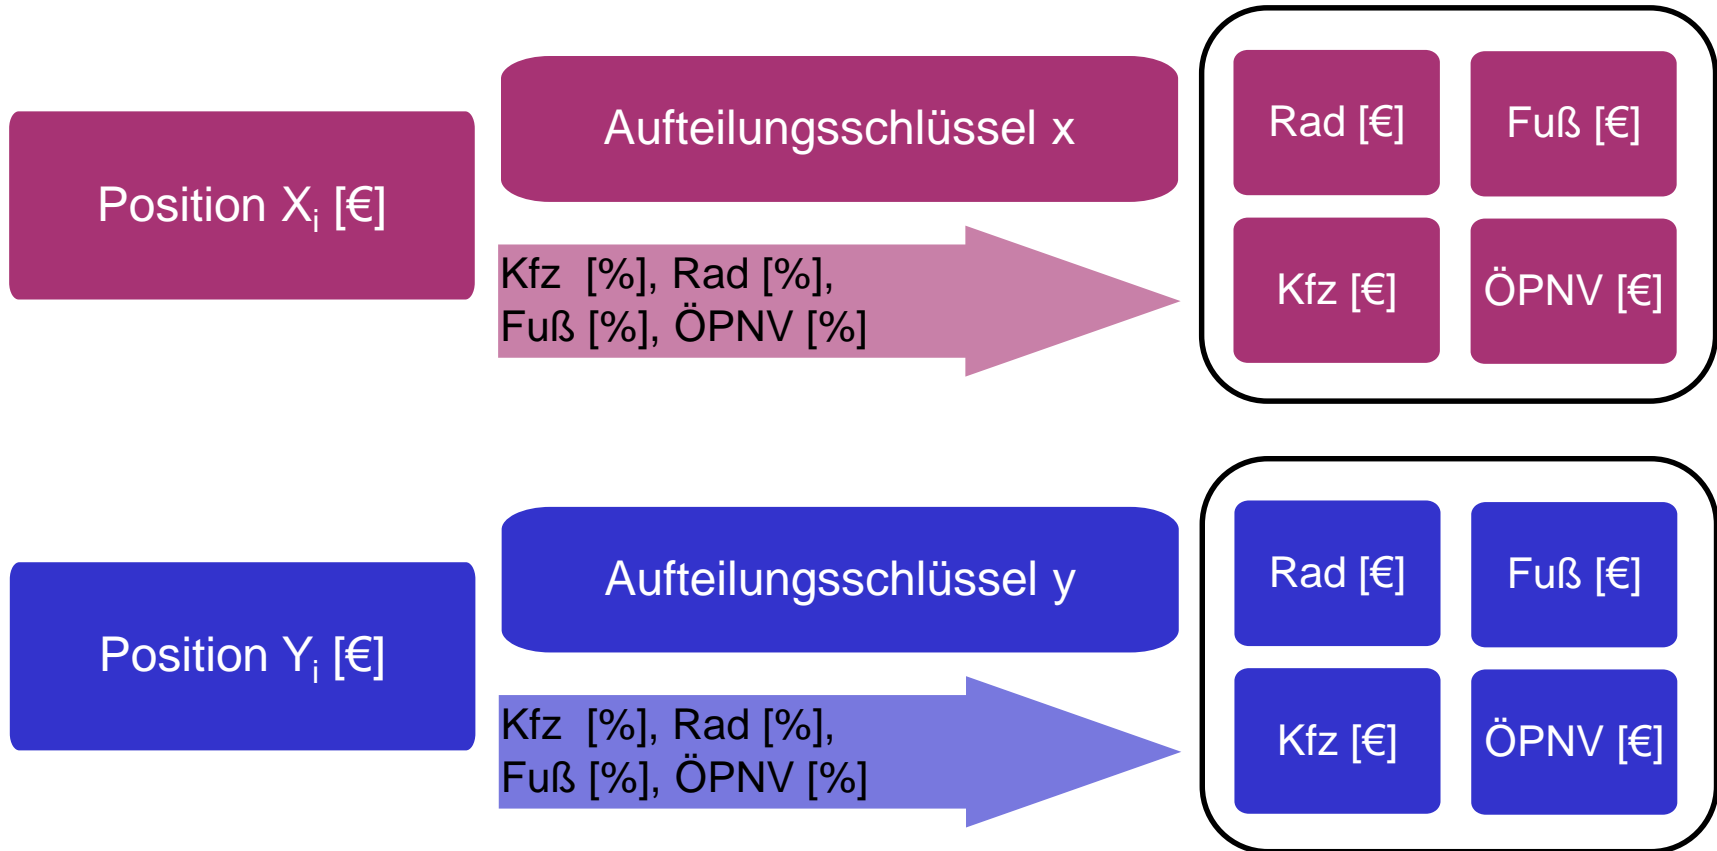 Position Xi [€]
Aufteilungsschlüssel x
Kfz  [%], Rad [%],
Fuß [%], ÖPNV [%]
Rad [€]
Fuß [€]
Kfz [€]
ÖPNV [€]
Position Yi [€]
Aufteilungsschlüssel y
Kfz  [%], Rad [%],
Fuß [%], ÖPNV [%]
Rad [€]
Fuß [€]
Kfz [€]
ÖPNV [€]